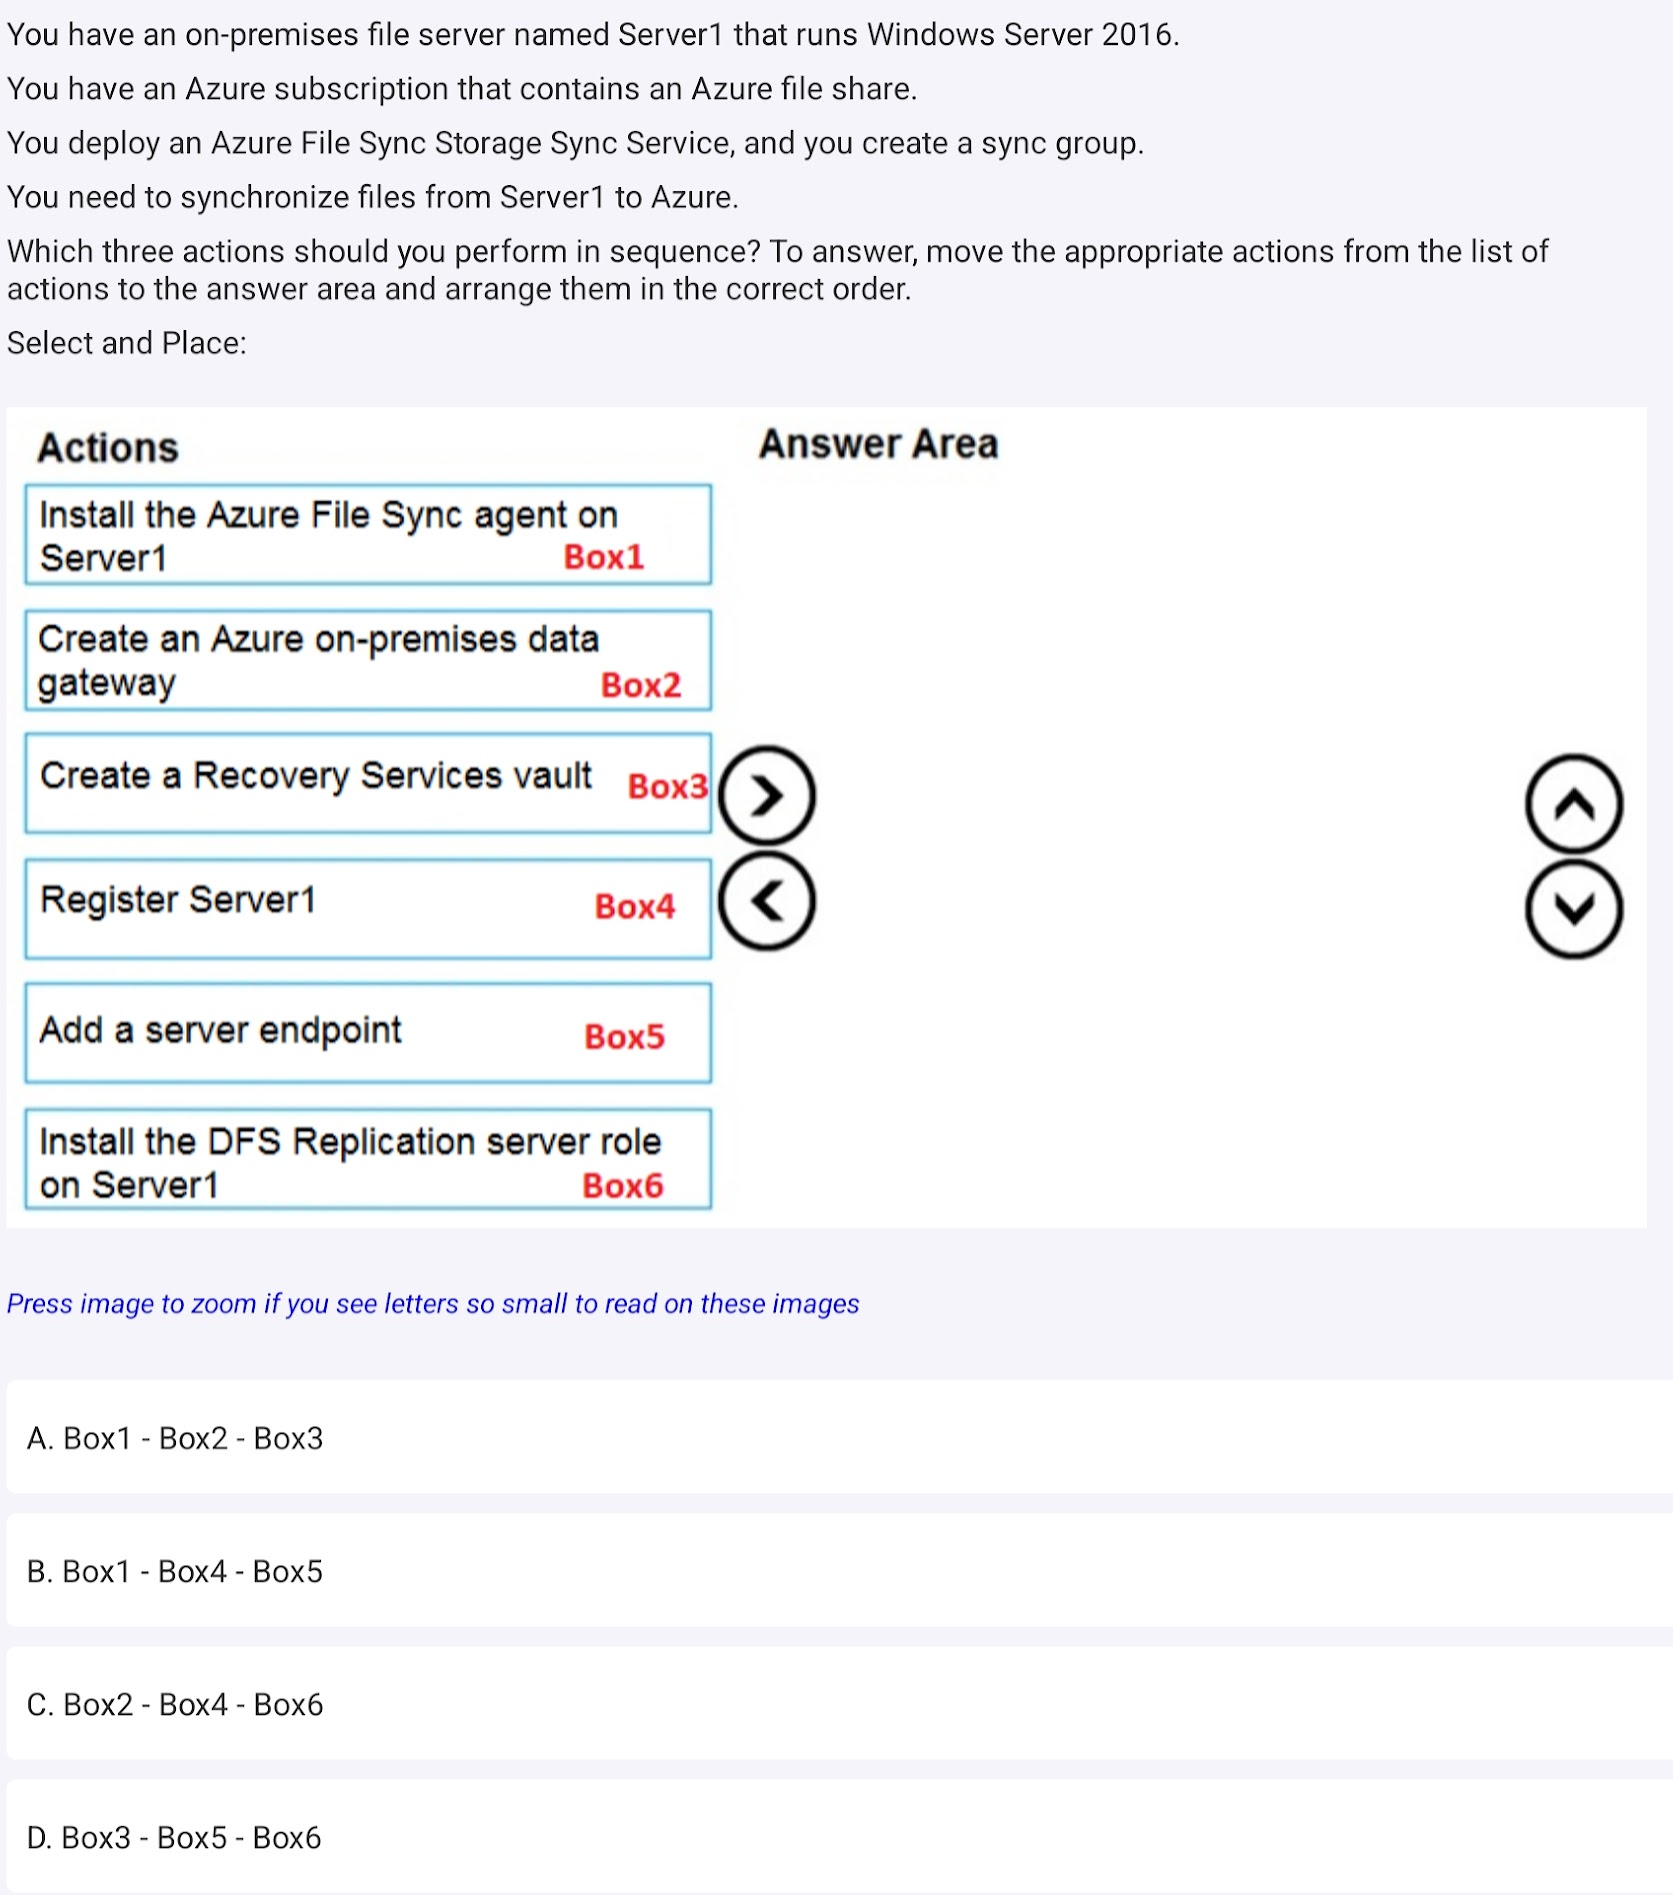 You have an on-premises file server named Server1 that runs Windows Server 2016.
You have an Azure subscription that contains an Azure file share.
You deploy an Azure File Sync Storage Sync Service, and you create a sync group.
You need to synchronize files from Server1 to Azure.
Which three actions should you perform in sequence? To answer, move the appropriate actions from the list of
actions to the answer area and arrange them in the correct order.
Select and Place:
Actions
Answer Area
Install the Azure File Sync agent on
Server1 Box1
Create an Azure on-premises data
gateway Box2
Create a Recovery Services vault Box3
Register Server1 Box4
Add a server endpoint Box5
Install the DFS Replication server role
on Server1 Box6
Press image to zoom if you see letters so small to read on these images
A. Box1 - Box2 - Box3
B. Box1 - Box4 - Box5
C. Box2 - Box4 - Box6
D. Box3 - Box5 - Box6